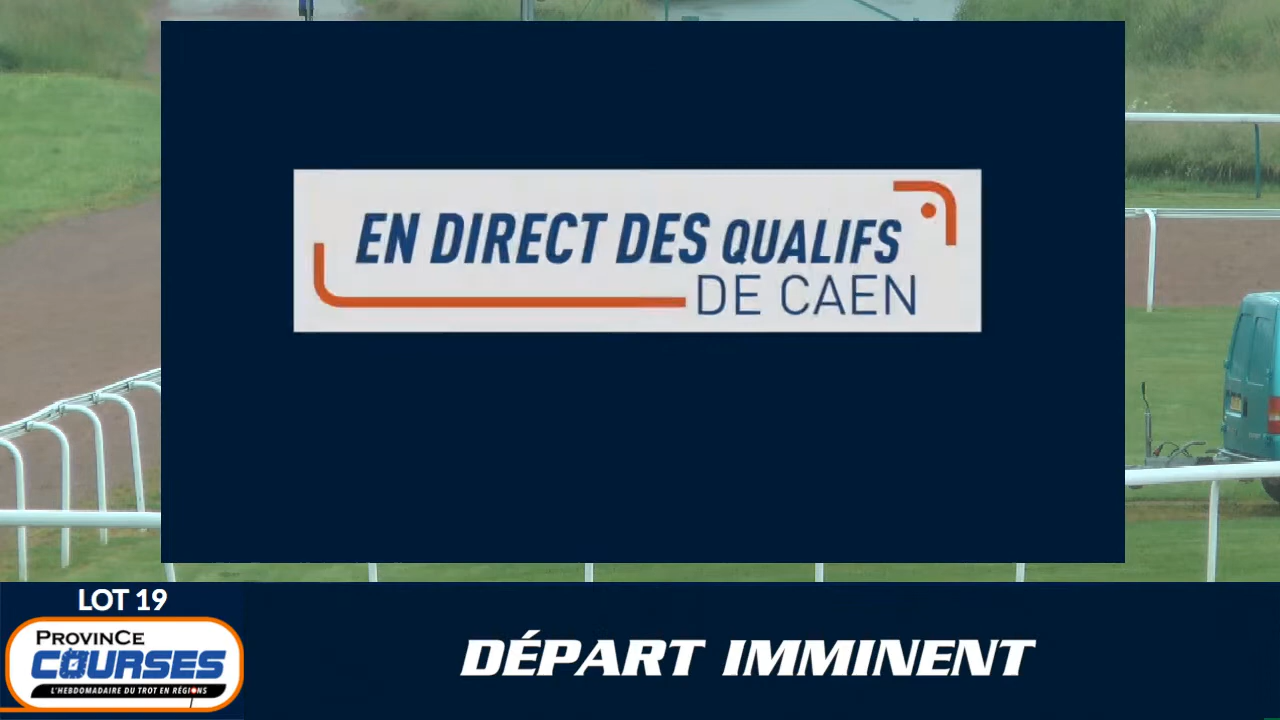 EN DIRECT DES QUALIFS
DE CAEN
LOT 19
PROVINCE
COURSES
L'HEBDOMADAIRE DU TROT EN RÉGIONS
DÉPART IMMINENT